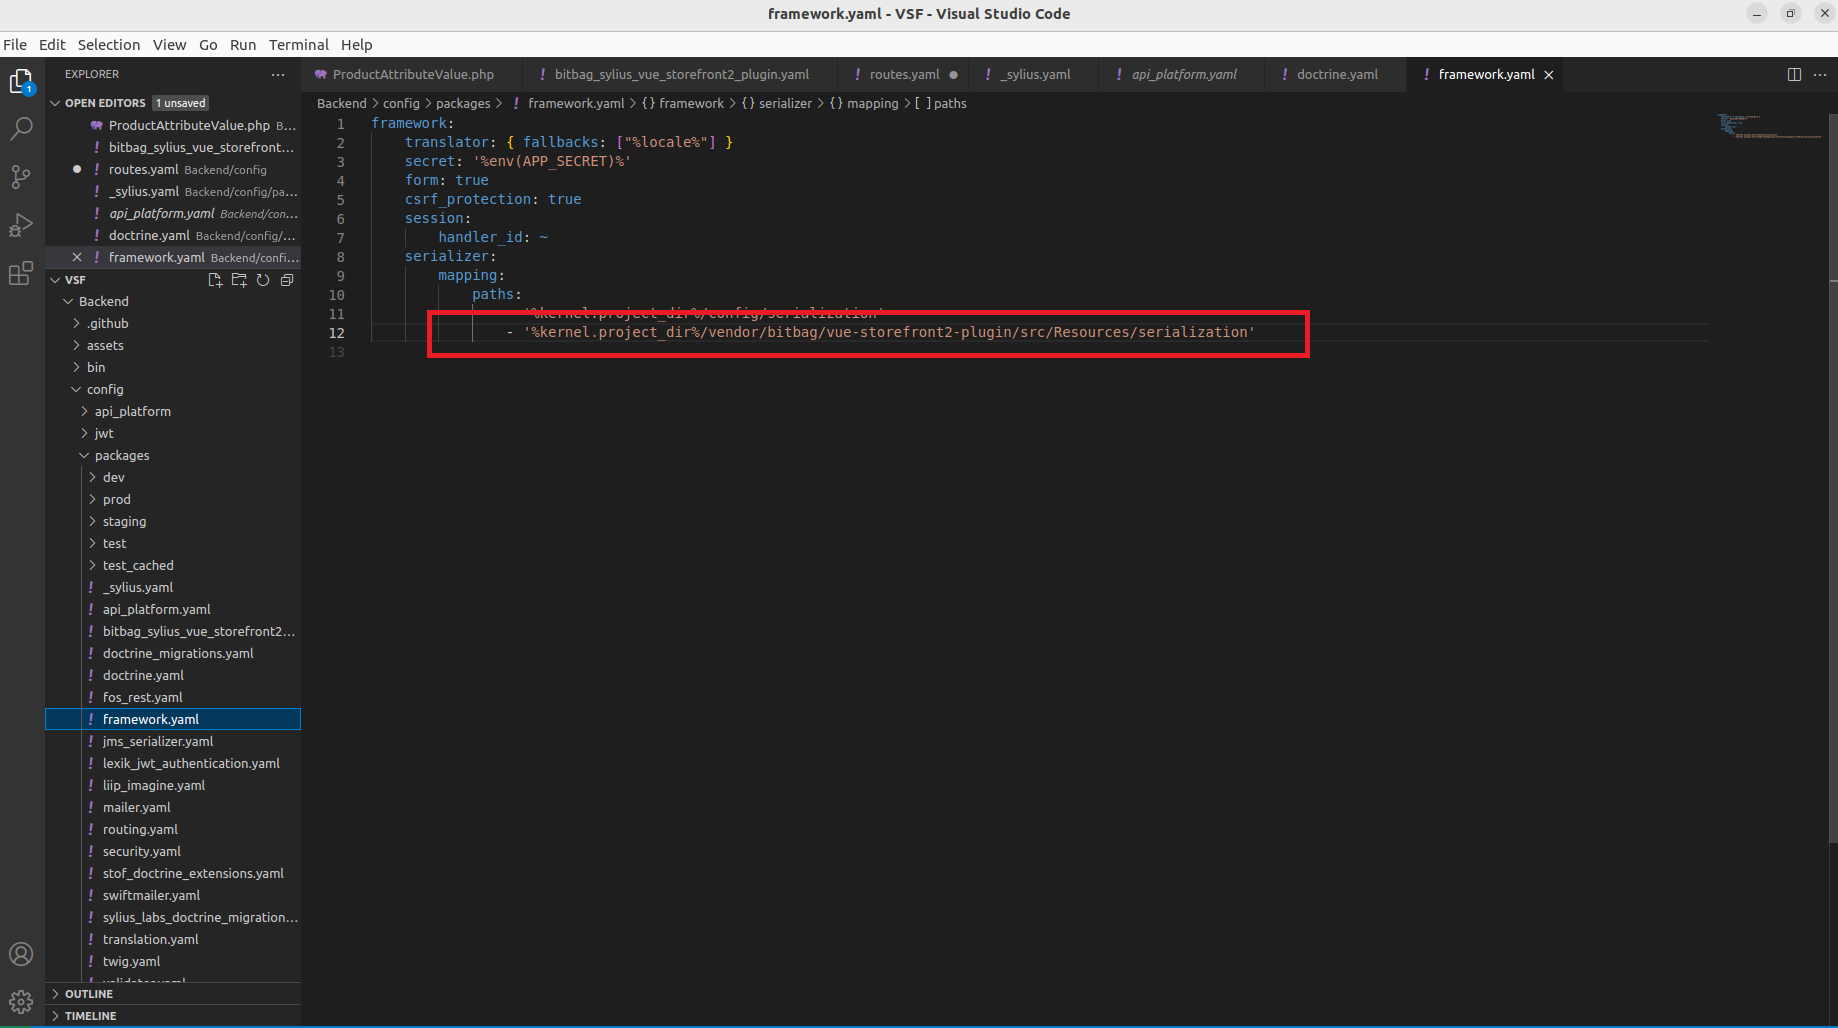 framework.yaml - VSF - Visual Studio Code
File Edit Selection View Go Run Terminal Help
EXPLORER
ProductAttributeValue.php
bitbag_sylius_vue_storefront2_plugin.yaml
routes.yaml
_sylius.yaml
api_platform.yaml
doctrine.yaml
framework.yaml
OPEN EDITORS 1 unsaved
ProductAttributeValue.php B...
bitbag_sylius_vue_storefront...
routes.yaml Backend/config
_sylius.yaml Backend/config/pa...
api_platform.yaml Backend/con...
doctrine.yaml Backend/config/...
framework.yaml Backend/confi...
1
VSF
Backend
.github
assets
bin
config
api_platform
jwt
packages
dev
prod
staging
test
test_cached
_sylius.yaml
api_platform.yaml
bitbag_sylius_vue_storefront2...
doctrine_migrations.yaml
doctrine.yaml
fos_rest.yaml
framework.yaml
jms_serializer.yaml
lexik_jwt_authentication.yaml
liip_imagine.yaml
mailer.yaml
routing.yaml
security.yaml
stof_doctrine_extensions.yaml
swiftmailer.yaml
sylius_labs_doctrine_migration...
translation.yaml
twig.yaml
OUTLINE
TIMELINE
Backend > config > packages > ! framework.yaml > {} framework > {} serializer > {} mapping > [ ] paths
1 framework:
2 translator: { fallbacks: ["%locale%"] }
3 secret: '%env(APP_SECRET)%'
4 form: true
5 csrf_protection: true
6 session:
7 handler_id: ~
8 serializer:
9 mapping:
10 paths:
11 '%kernel.project_dir%/config/serialization'
12 - '%kernel.project_dir%/vendor/bitbag/vue-storefront2-plugin/src/Resources/serialization'
13